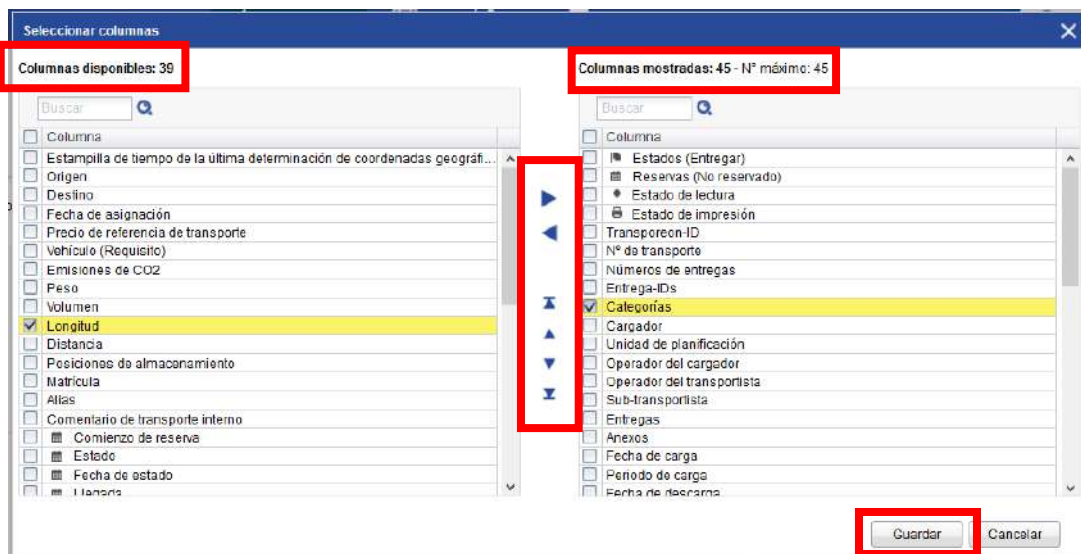 Seleccionar columnas
Columnas disponibles: 39
Columnas mostradas: 45 - N° máximo: 45
Buscar
Columna
Estampilla de tiempo de la última determinación de coordenadas geográfi...
Origen
Destino
Fecha de asignación
Precio de referencia de transporte
Vehículo (Requisito)
Emisiones de CO2
Peso
Volumen
Longitud
Distancia
Posiciones de almacenamiento
Matrícula
Alias
Comentario de transporte interno
Comienzo de reserva
Estado
Fecha de estado
Llegada
Buscar
Columna
Estados (Entregar)
Reservas (No reservado)
Estado de lectura
Estado de impresión
Transporeon-ID
Nº de transporte
Números de entregas
Entrega-IDs
Categorías
Cargador
Unidad de planificación
Operador del cargador
Operador del transportista
Sub-transportista
Entregas
Anexos
Fecha de carga
Periodo de carga
Fecha de descarga
Guardar
Cancelar